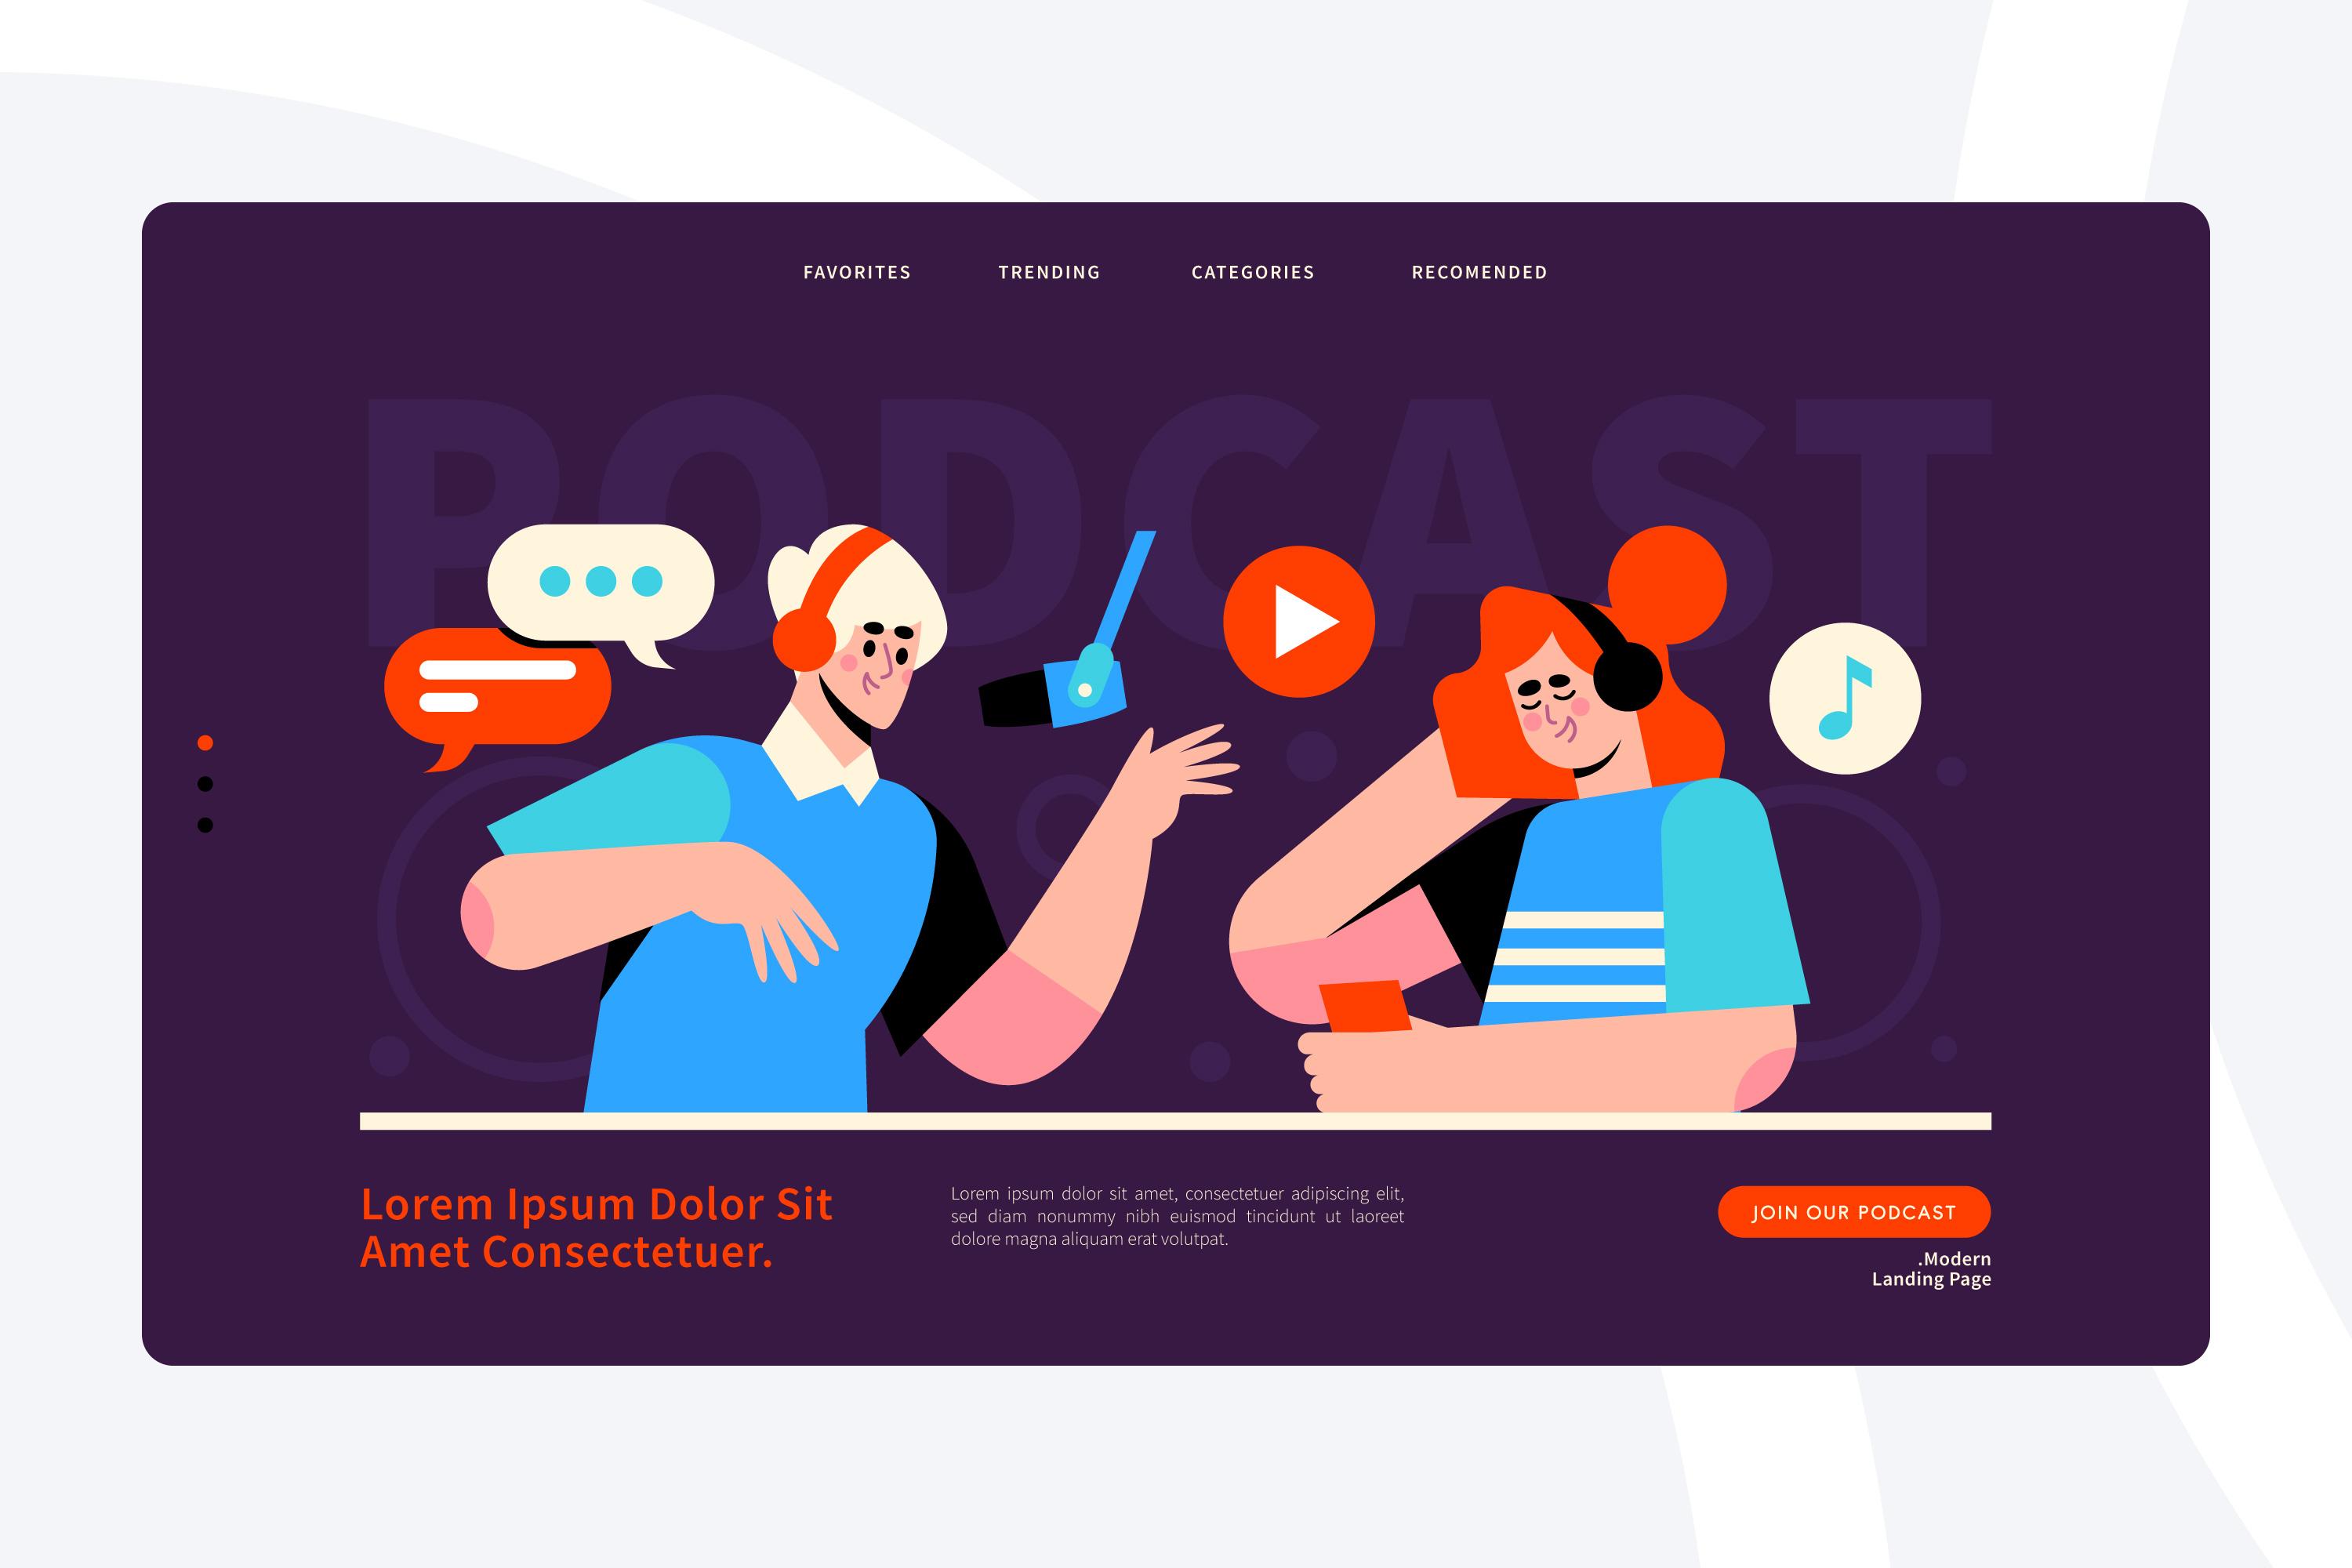 FAVORITES TRENDING CATEGORIES RECOMENDED
PODCAST
Lorem Ipsum Dolor Sit
Amet Consectetuer.
Lorem ipsum dolor sit amet, consectetuer adipiscing elit,
sed diam nonummy nibh euismod tincidunt ut laoreet
dolore magna aliquam erat volutpat.
JOIN OUR PODCAST
.Modern
Landing Page